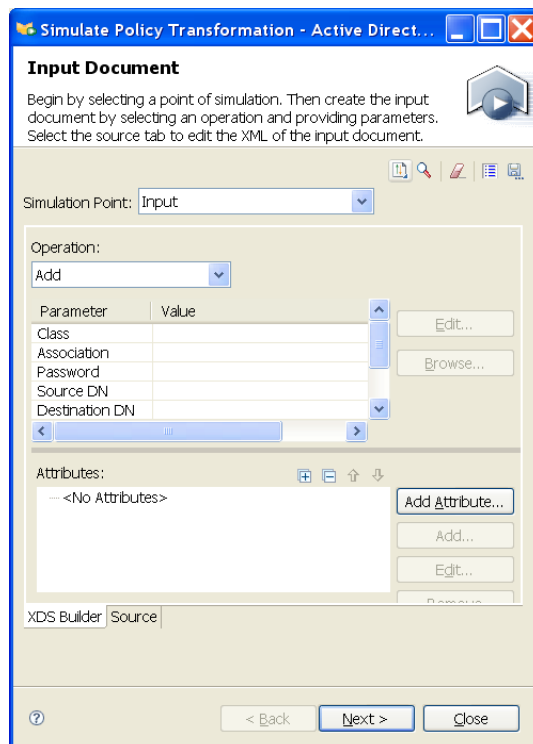 Simulate Policy Transformation - Active Direct...
Input Document
Begin by selecting a point of simulation. Then create the input
document by selecting an operation and providing parameters.
Select the source tab to edit the XML of the input document.
Simulation Point: Input
Operation:
Add
Parameter Value
Class
Association
Password
Source DN
Destination DN
Edit...
Browse...
Attributes:
<No Attributes>
Add Attribute...
Add...
Edit...
XDS Builder Source
< Back Next > Close